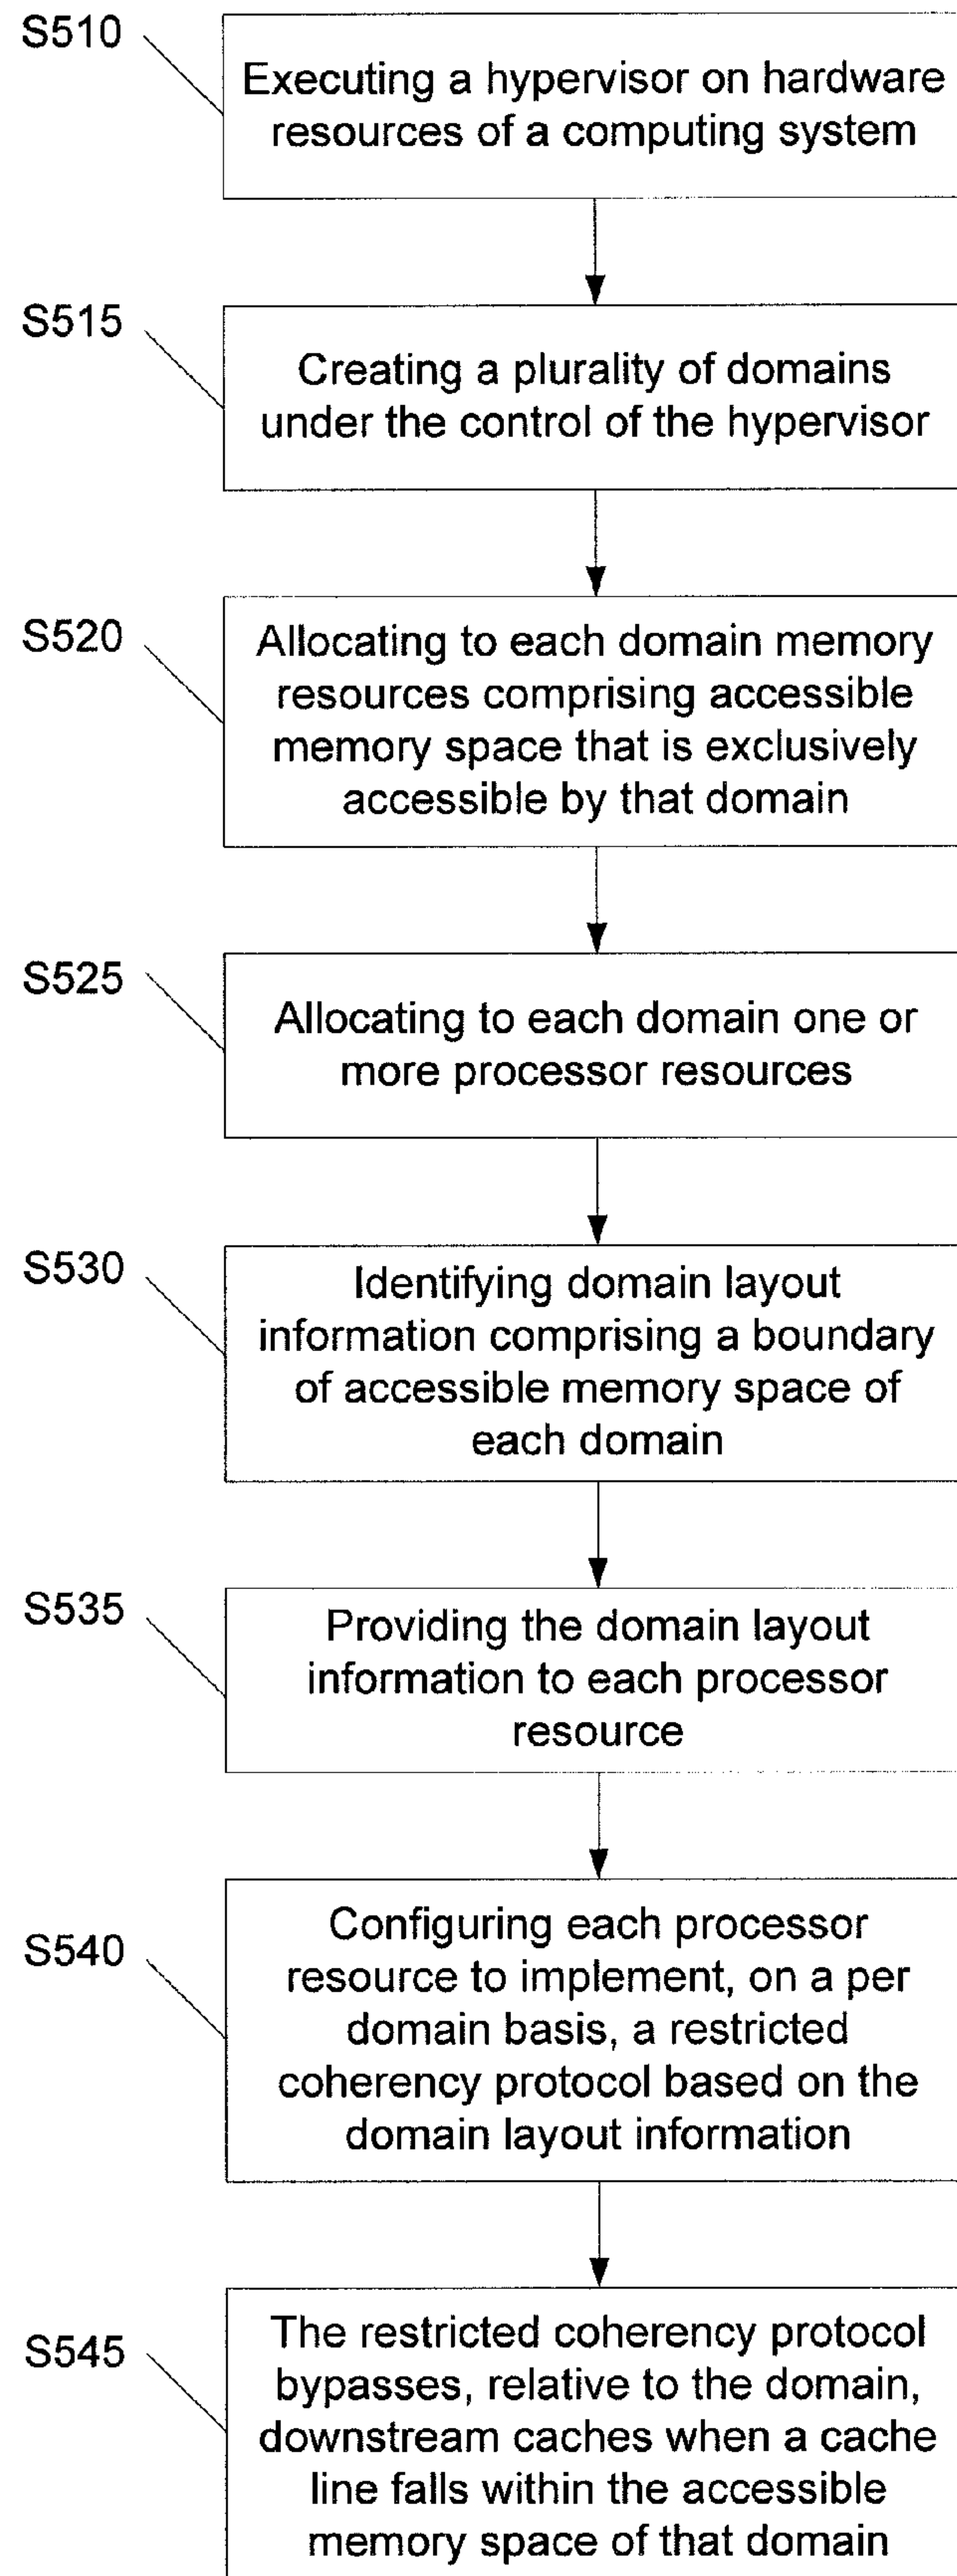 S510
Executing a hypervisor on hardware
resources of a computing system
S515
Creating a plurality of domains
under the control of the hypervisor
S520
Allocating to each domain memory
resources comprising accessible
memory space that is exclusively
accessible by that domain
S525
Allocating to each domain one or
more processor resources
S530
Identifying domain layout
information comprising a boundary
of accessible memory space of
each domain
S535
Providing the domain layout
information to each processor
resource
S540
Configuring each processor
resource to implement, on a per
domain basis, a restricted
coherency protocol based on the
domain layout information
S545
The restricted coherency protocol
bypasses, relative to the domain,
downstream caches when a cache
line falls within the accessible
memory space of that domain